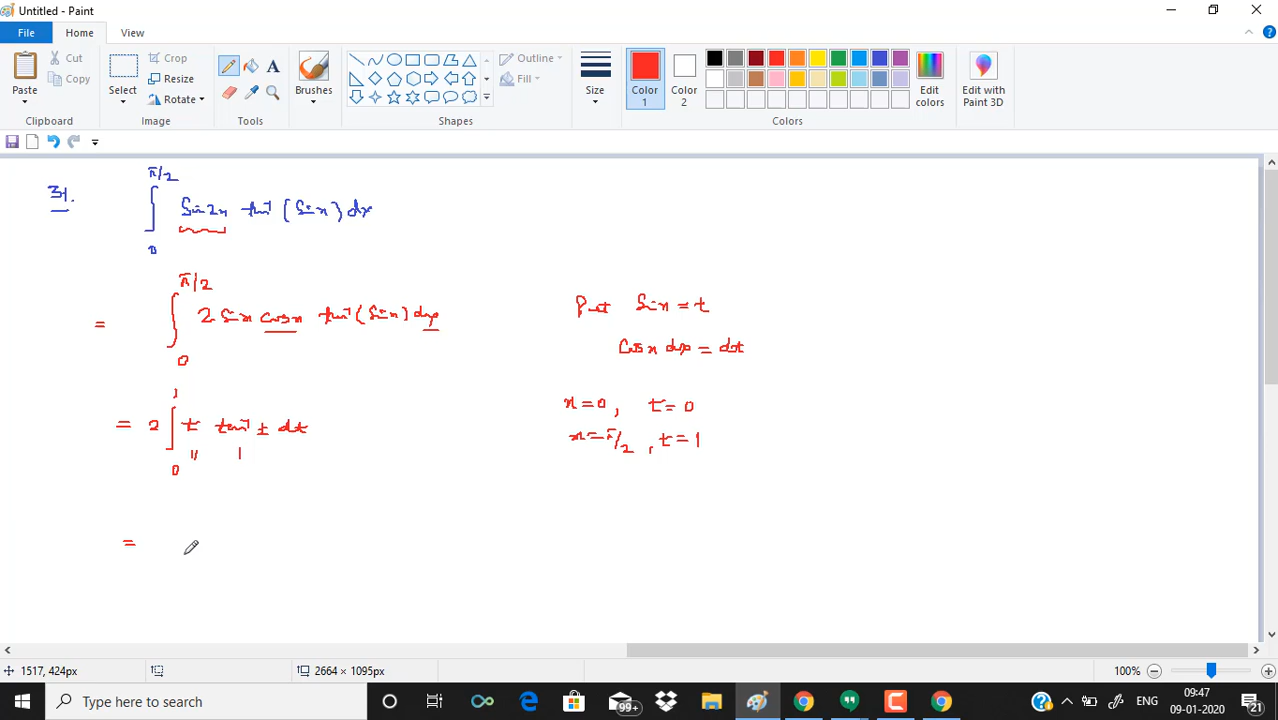 Untitled - Paint
File Home View
Paste Cut Copy Clipboard
Select Crop Resize Rotate Image
Tools
Brushes
Outline Fill Shapes
Size
Color 1 Color 2 Edit colors Colors
Edit with Paint 3D
31. ∫₀^{π/2} Sin2x tan⁻¹(Sinx) dx
= ∫₀^{π/2} 2 Sinx Cosx tan⁻¹(Sinx) dx
Put Sinx = t
Cosx dx = dt
= 2 ∫₀^1 t tan⁻¹ t dt
II I
x=0, t=0
x=π/2, t=1
=
1517, 424px 2664 × 1095px 100%
Type here to search 99+ ENG 09:47 09-01-2020 21